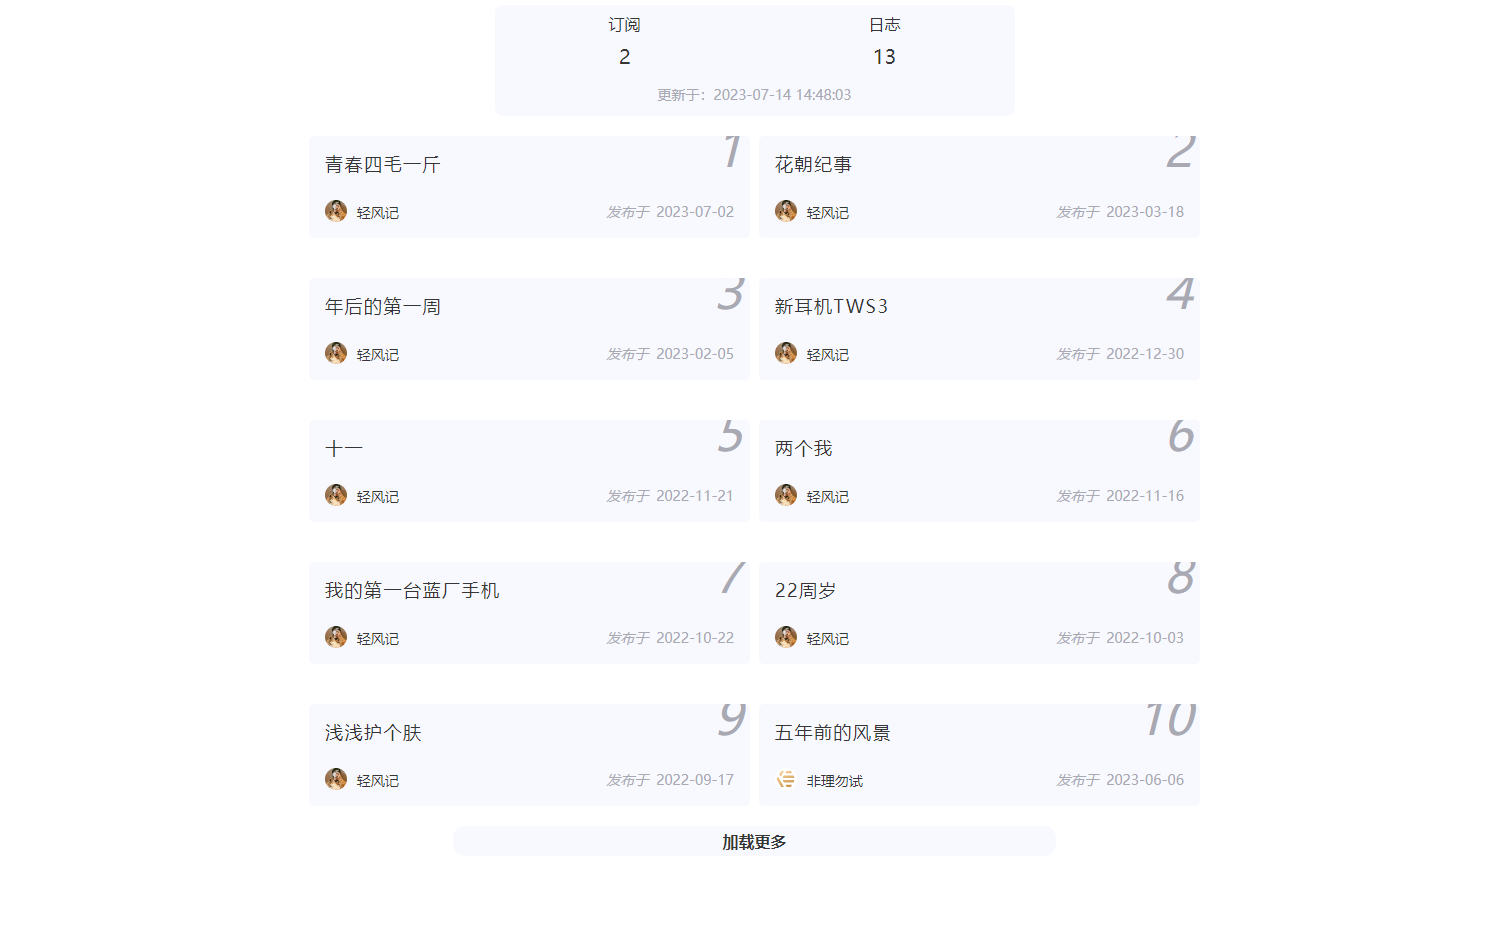 订阅 日志
2 13
更新于：2023-07-14 14:48:03
1
青春四毛一斤
轻风记 发布于 2023-07-02
2
花朝纪事
轻风记 发布于 2023-03-18
3
年后的第一周
轻风记 发布于 2023-02-05
4
新耳机TWS3
轻风记 发布于 2022-12-30
5
十一
轻风记 发布于 2022-11-21
6
两个我
轻风记 发布于 2022-11-16
7
我的第一台蓝厂手机
轻风记 发布于 2022-10-22
8
22周岁
轻风记 发布于 2022-10-03
9
浅浅护个肤
轻风记 发布于 2022-09-17
10
五年前的风景
非理勿试 发布于 2023-06-06
加载更多